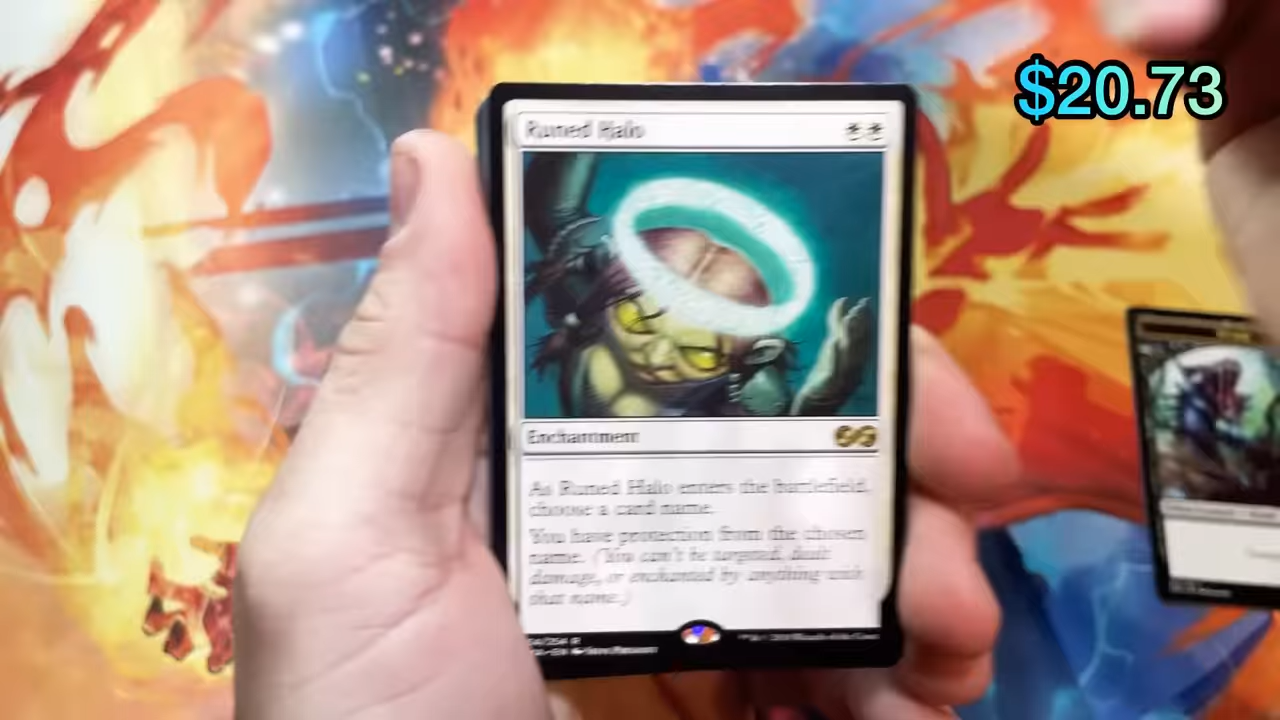 $20.73
Runed Halo
Enchantment
As Runed Halo enters the battlefield,
choose a card name.
You have protection from the chosen
name. (You can't be targeted, dealt
damage, or enchanted by anything with
that name.)